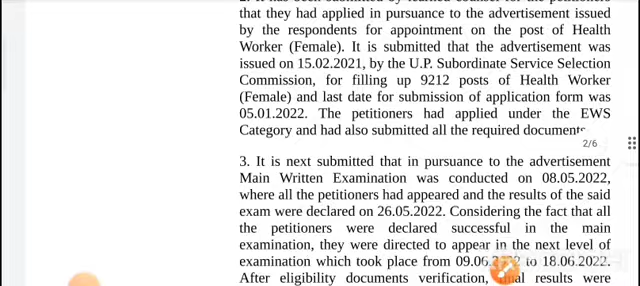 2. It has been submitted by learned counsel for the petitioners
that they had applied in pursuance to the advertisement issued
by the respondents for appointment on the post of Health
Worker (Female). It is submitted that the advertisement was
issued on 15.02.2021, by the U.P. Subordinate Service Selection
Commission, for filling up 9212 posts of Health Worker
(Female) and last date for submission of application form was
05.01.2022. The petitioners had applied under the EWS
Category and had also submitted all the required documents
2/6
3. It is next submitted that in pursuance to the advertisement
Main Written Examination was conducted on 08.05.2022,
where all the petitioners had appeared and the results of the said
exam were declared on 26.05.2022. Considering the fact that all
the petitioners were declared successful in the main
examination, they were directed to appear in the next level of
examination which took place from 09.06.2022 to 18.06.2022.
After eligibility documents verification, final results were